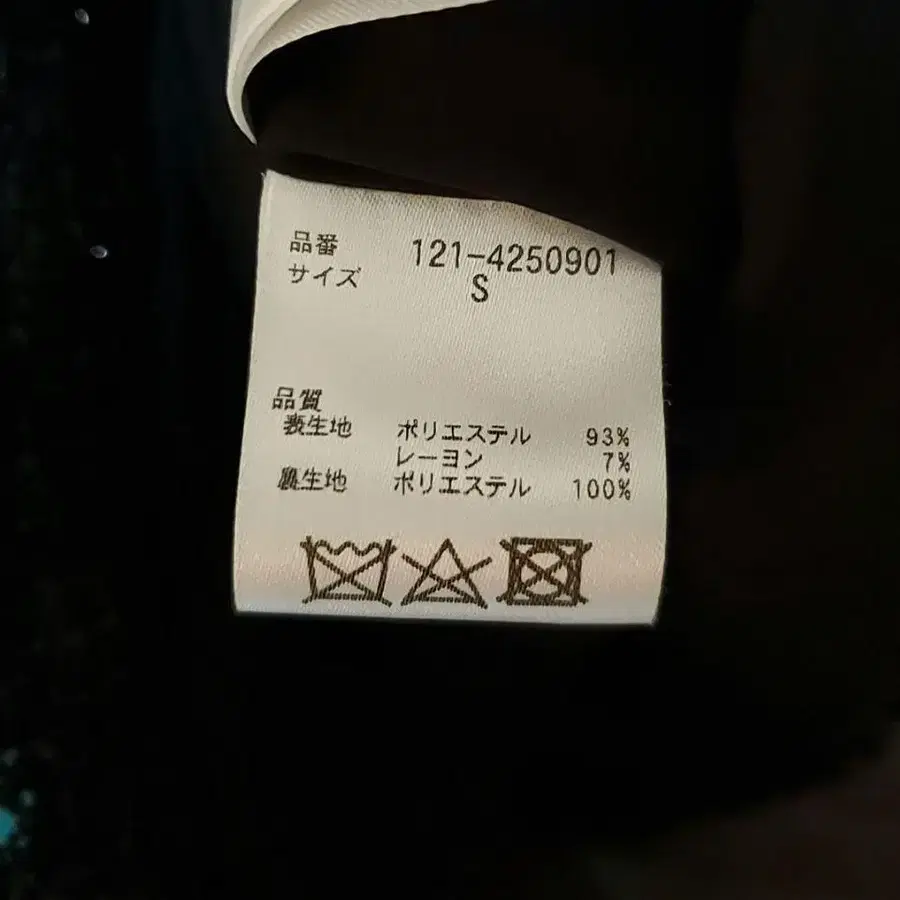 品番 121-4250901
サイズ S
品質
表生地 ポリエステル 93%
レーヨン 7%
裏生地 ポリエステル 100%